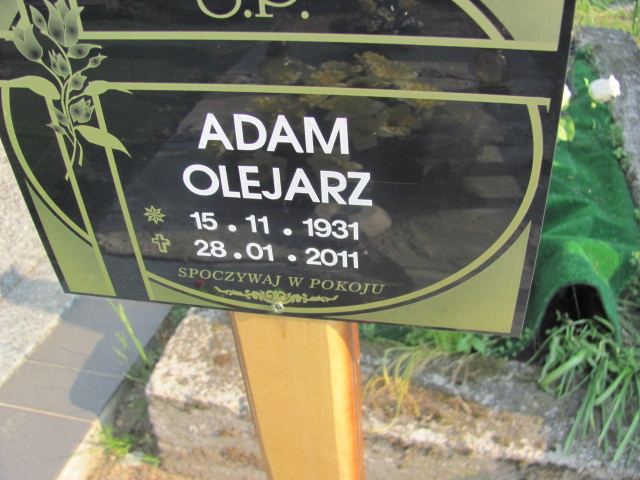 Ś.P.
ADAM
OLEJARZ
15 . 11 . 1931
28 . 01 . 2011
SPOCZYWAJ W POKOJU